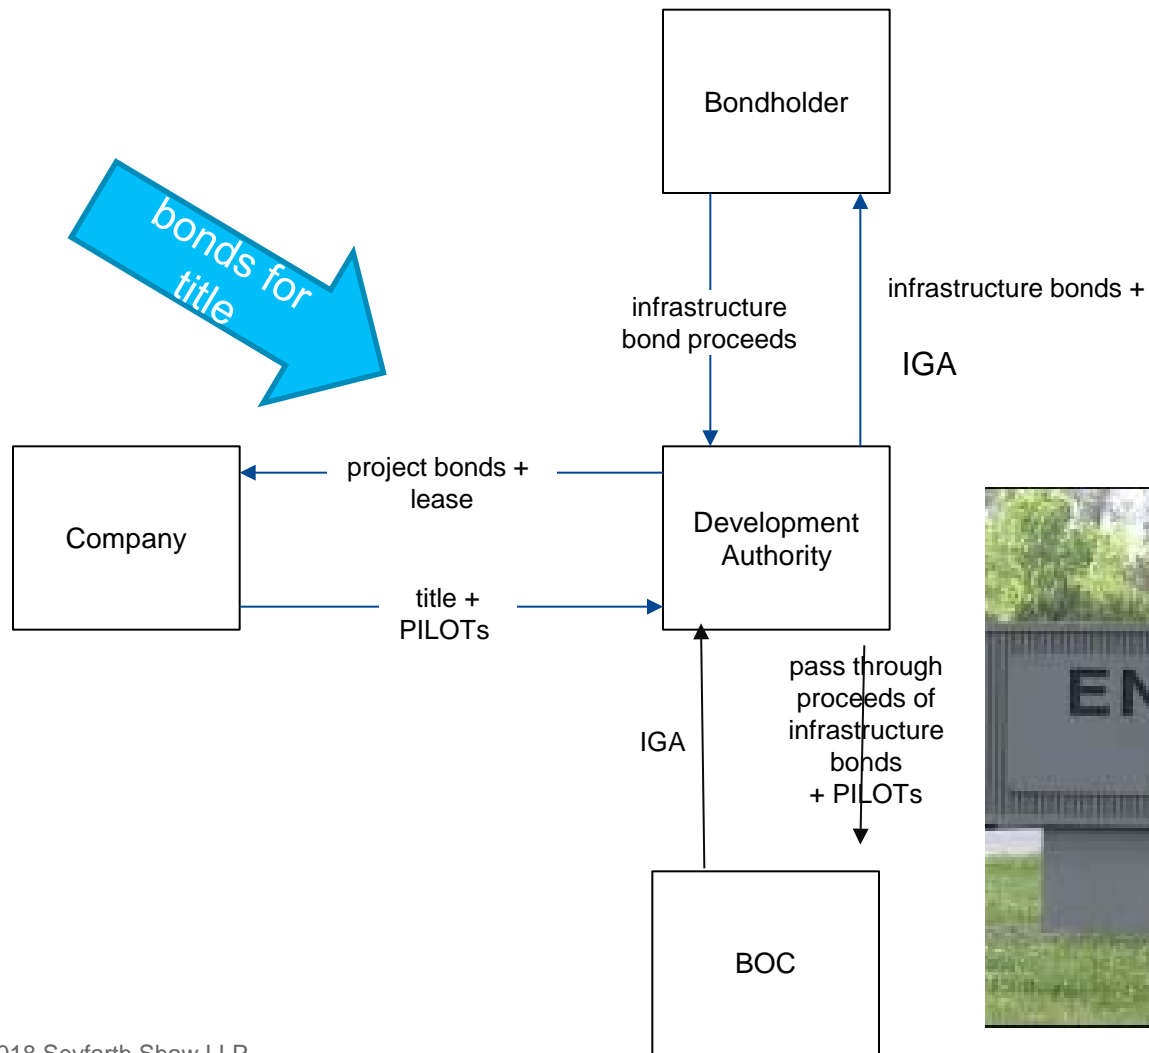 Bondholder
bonds for
title
infrastructure
bond proceeds
infrastructure bonds +
IGA
project bonds +
lease
Company
Development
Authority
title +
PILOTs
pass through
proceeds of
infrastructure
bonds
+ PILOTs
IGA
EN
BOC
018 Seyfarth Shaw LLP